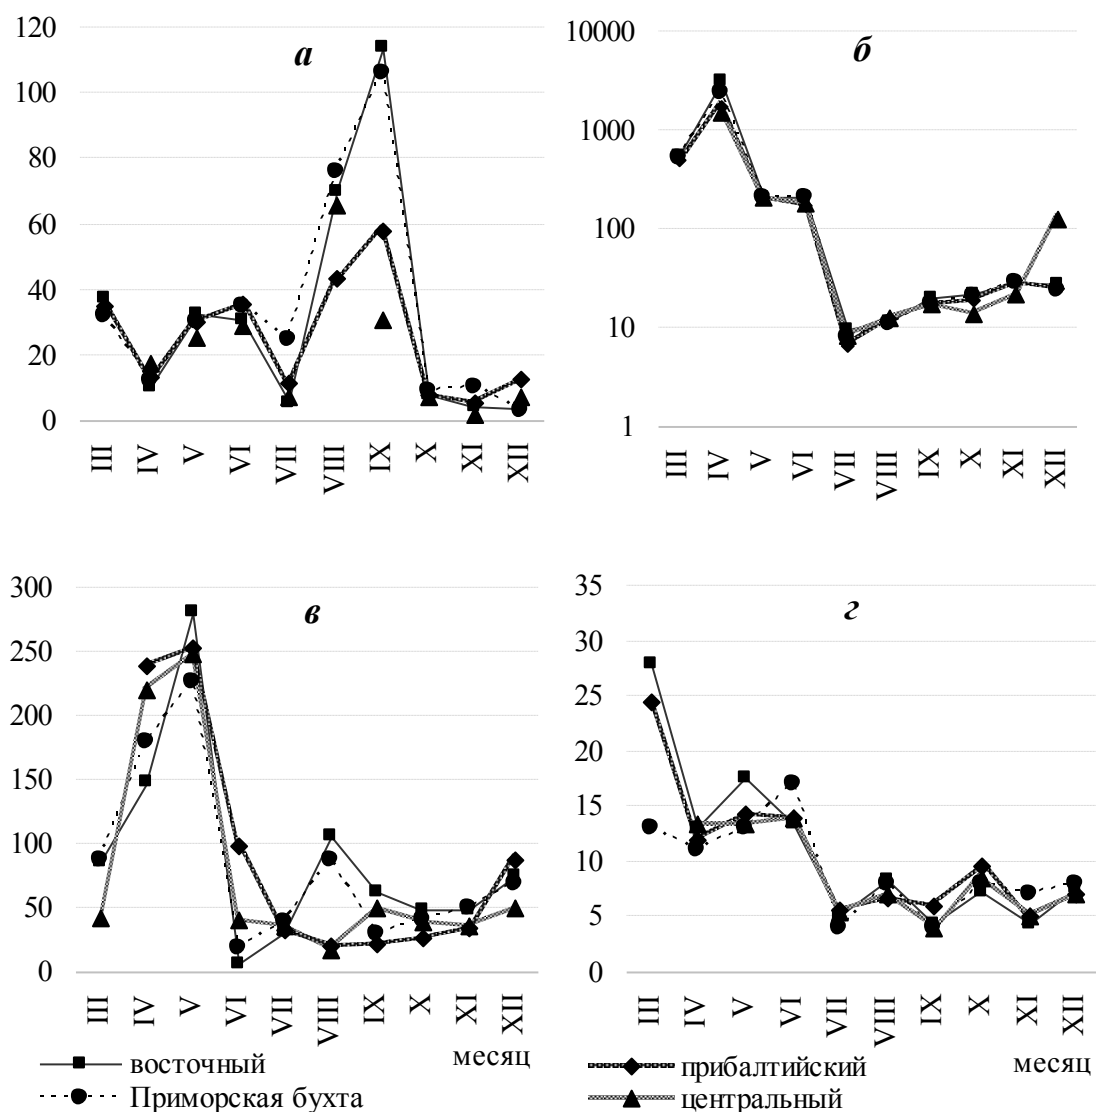 а
120
100
80
60
40
20
0
III IV V VI VII VIII IX X XI XII
б
10000
1000
100
10
1
III IV V VI VII VIII IX X XI XII
в
300
250
200
150
100
50
0
III IV V VI VII VIII IX X XI XII
месяц
г
35
30
25
20
15
10
5
0
III IV V VI VII VIII IX X XI XII
месяц
восточный
Приморская бухта
прибалтийский
центральный